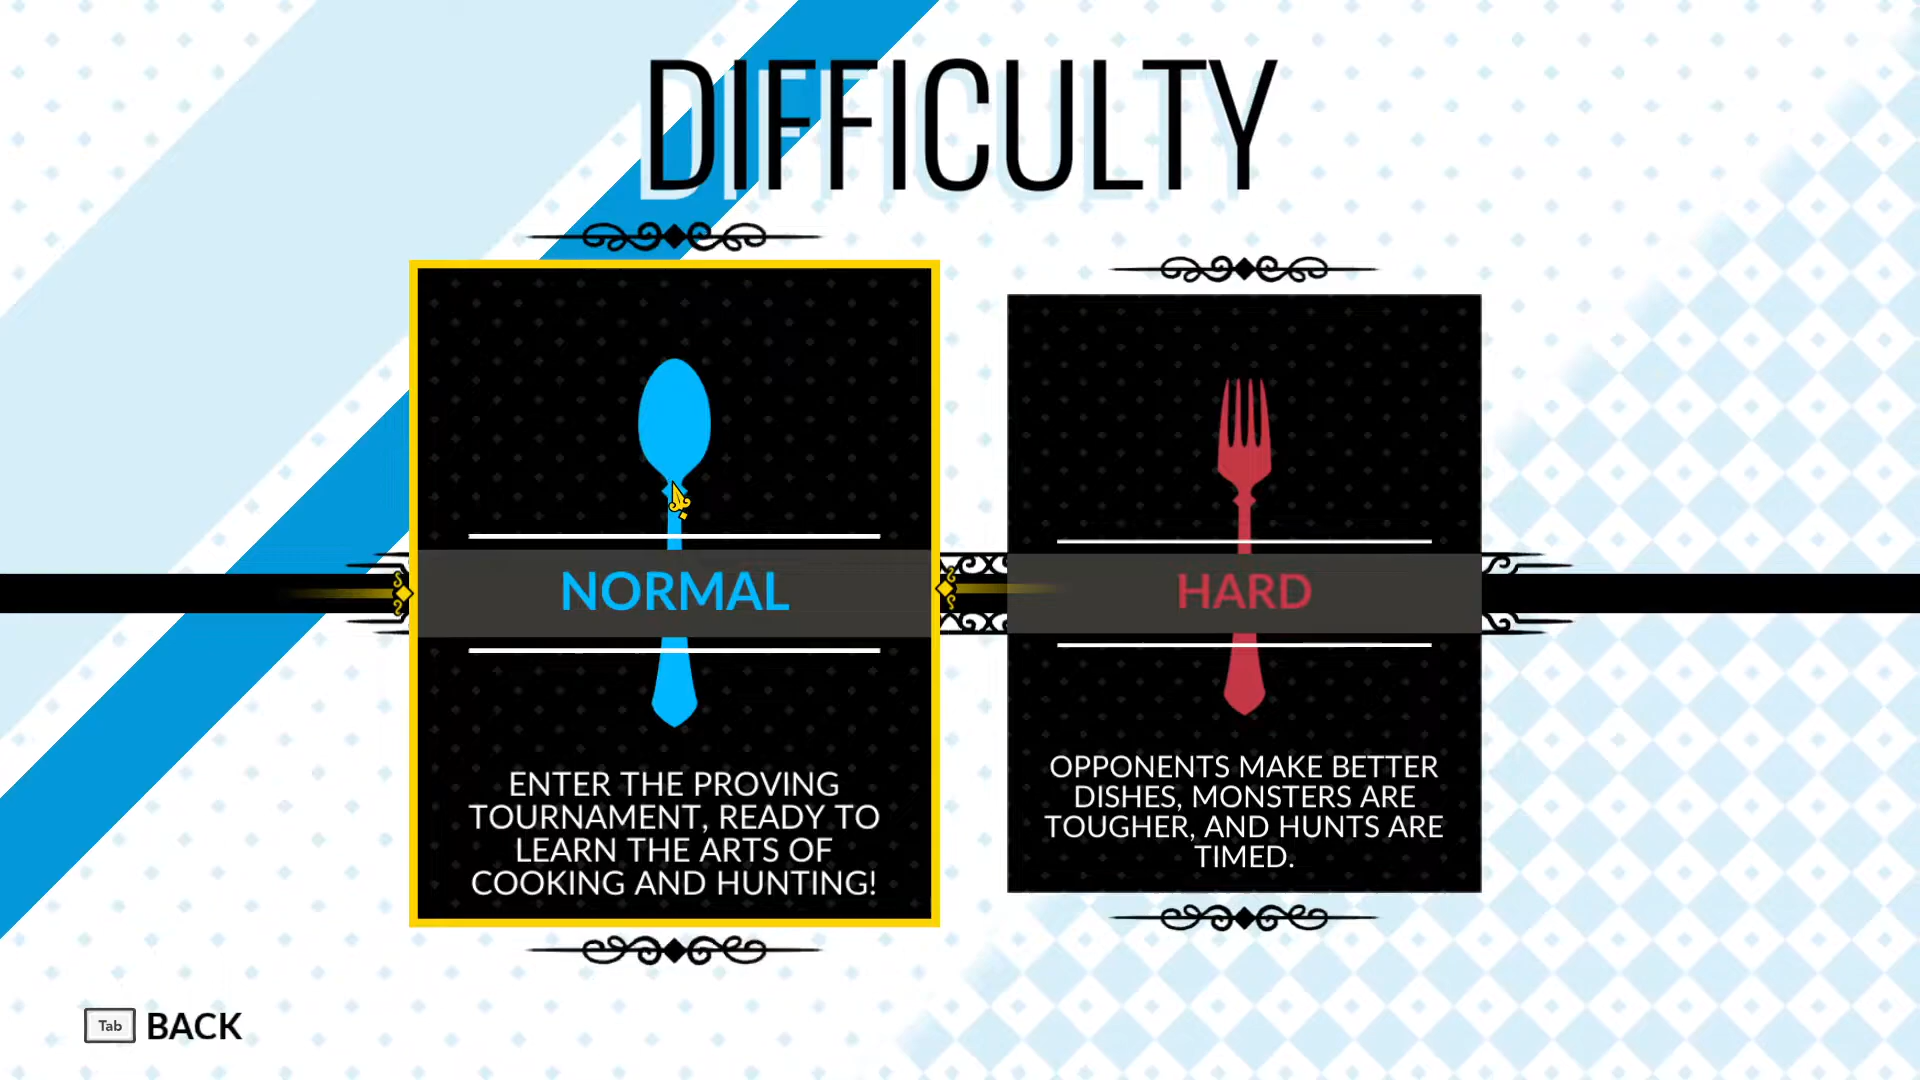 DIFFICULTY
NORMAL
ENTER THE PROVING
TOURNAMENT, READY TO
LEARN THE ARTS OF
COOKING AND HUNTING!
HARD
OPPONENTS MAKE BETTER
DISHES, MONSTERS ARE
TOUGHER, AND HUNTS ARE
TIMED.
Tab BACK